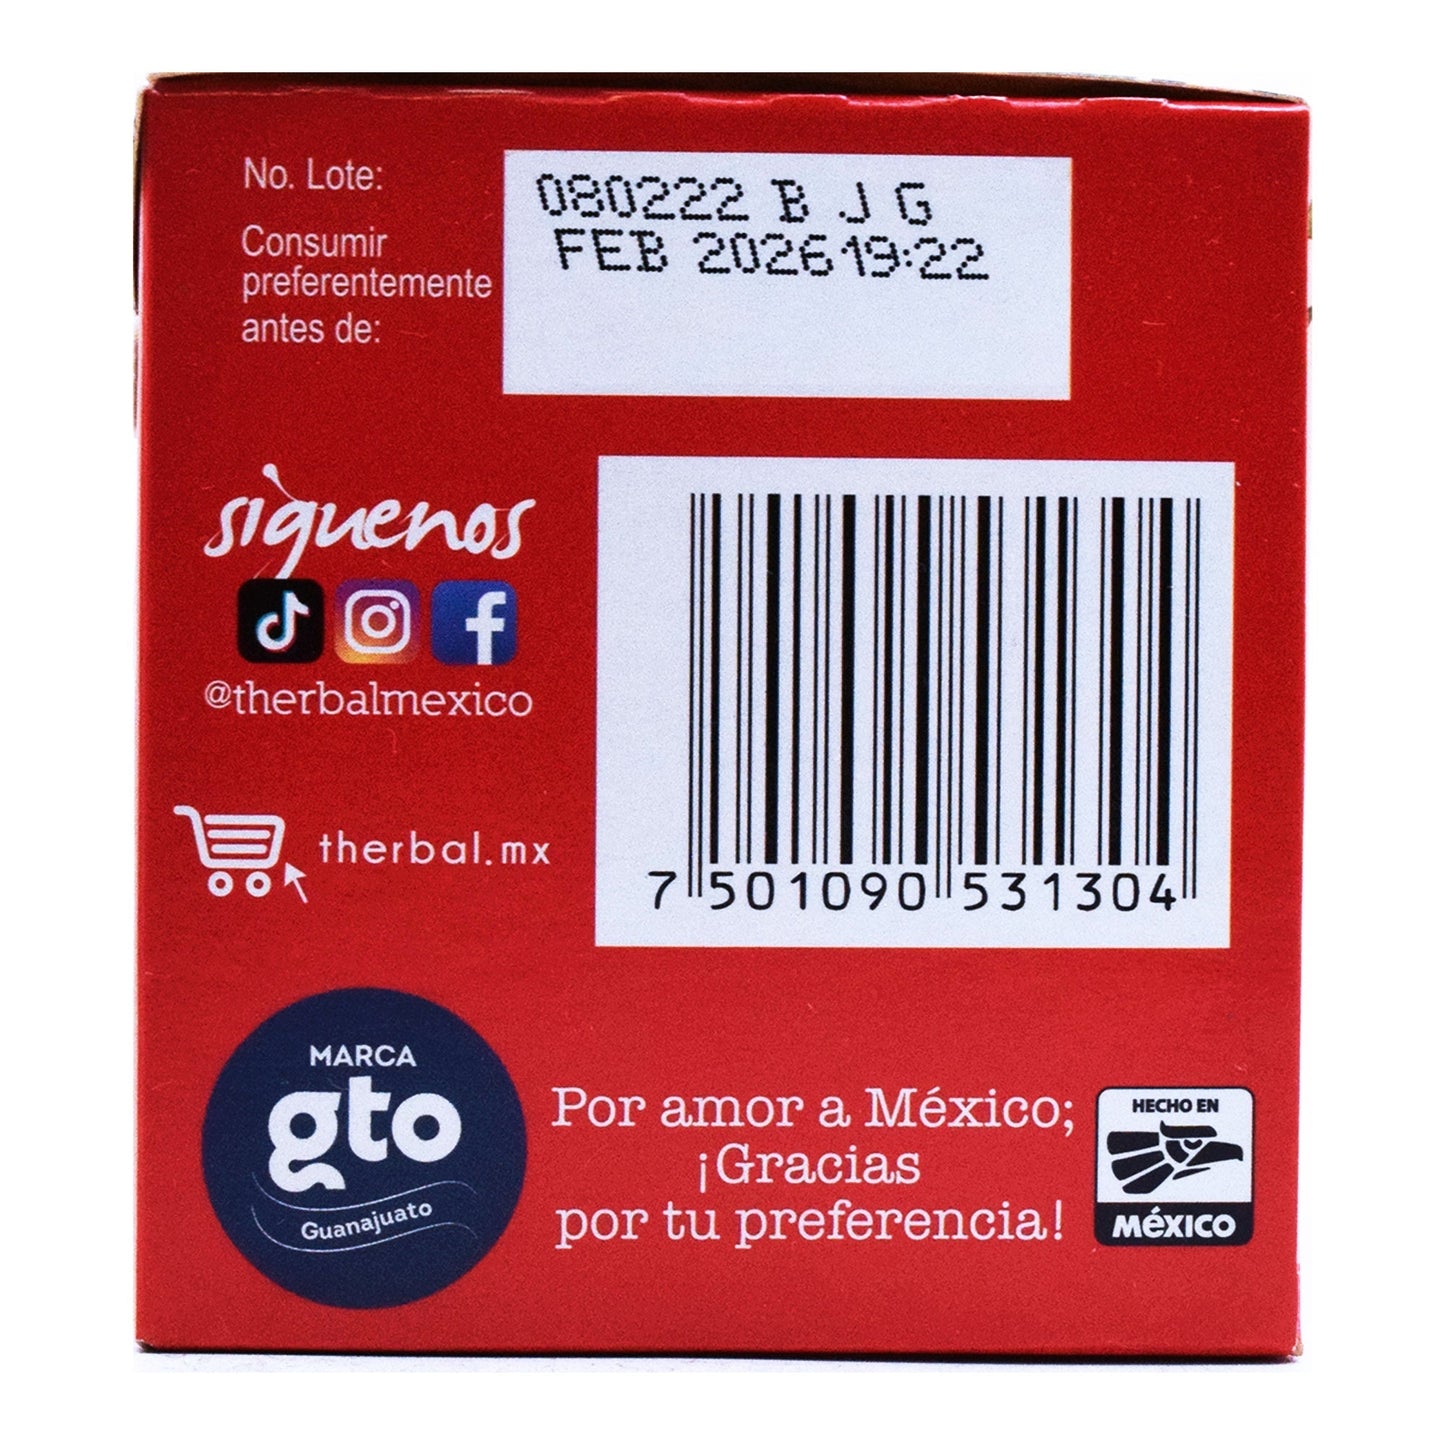 No. Lote:
080222 B J G
Consumir
preferentemente
antes de:
FEB 2026 19:22
sìguenos
@therbalmexico
therbal.mx
7 501090 531304
MARCA
gto
Guanajuato
Por amor a México;
¡Gracias
por tu preferencia!
HECHO EN
MéXICO